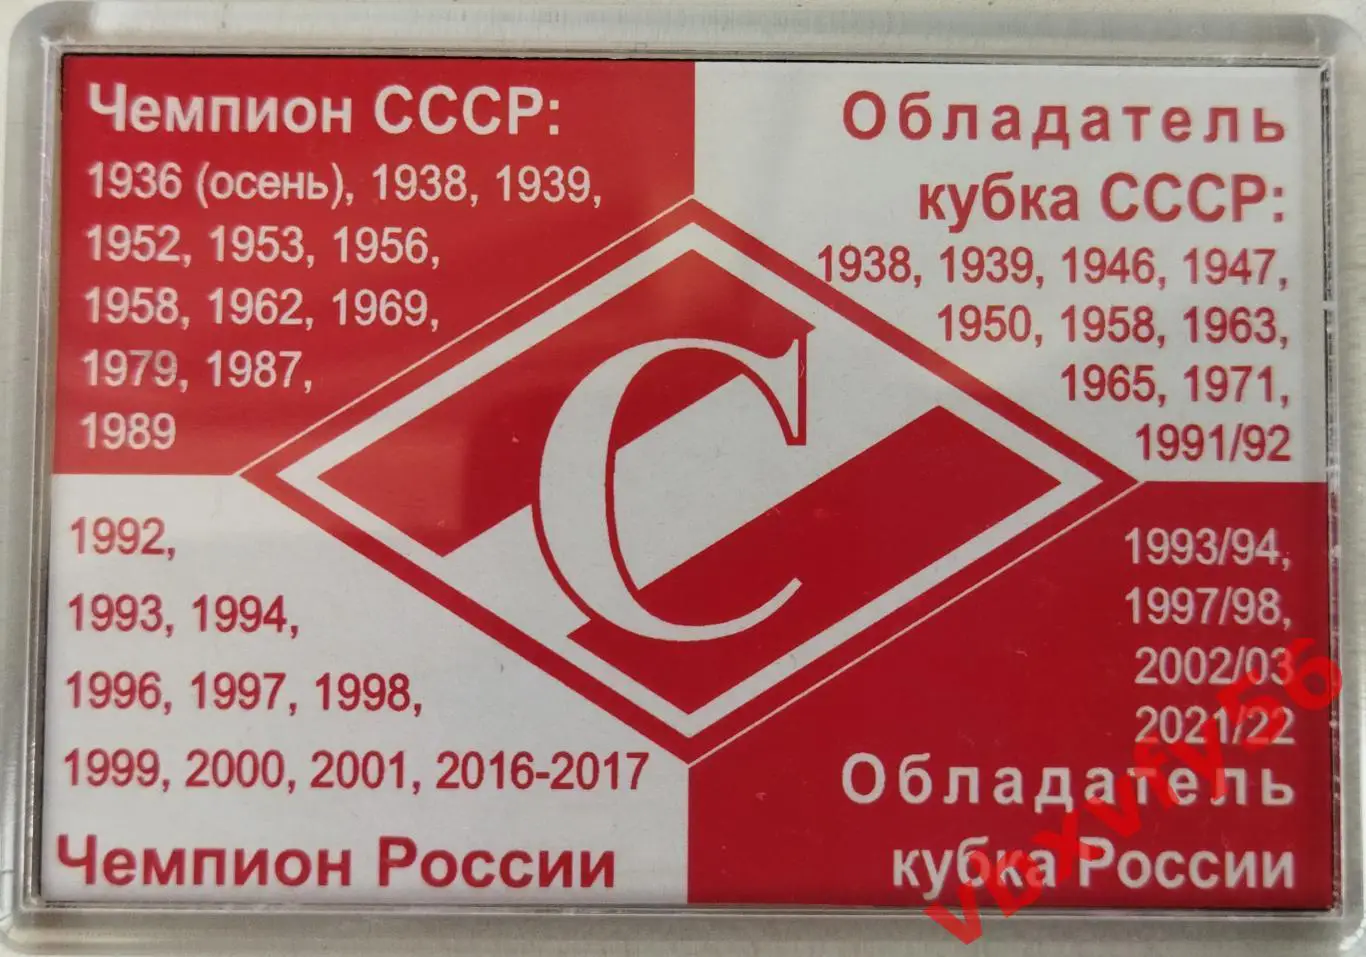 Чемпион СССР:
1936 (осень), 1938, 1939,
1952, 1953, 1956,
1958, 1962, 1969,
1979, 1987,
1989
Обладатель
кубка СССР:
1938, 1939, 1946, 1947,
1950, 1958, 1963,
1965, 1971,
1991/92
С
1992,
1993, 1994,
1996, 1997, 1998,
1999, 2000, 2001, 2016-2017
Чемпион России
1993/94,
1997/98,
2002/03
2021/22
Обладатель
кубка России